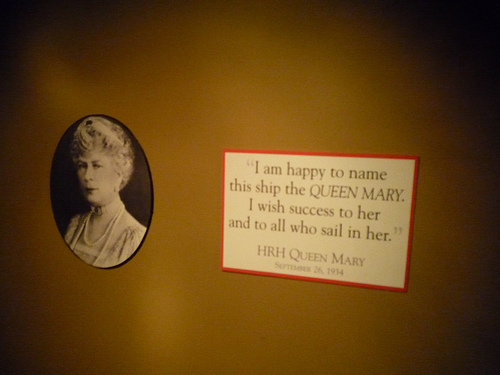 “I am happy to name
this ship the QUEEN MARY.
I wish success to her
and to all who sail in her.”
HRH QUEEN MARY
SEPTEMBER 26, 1934